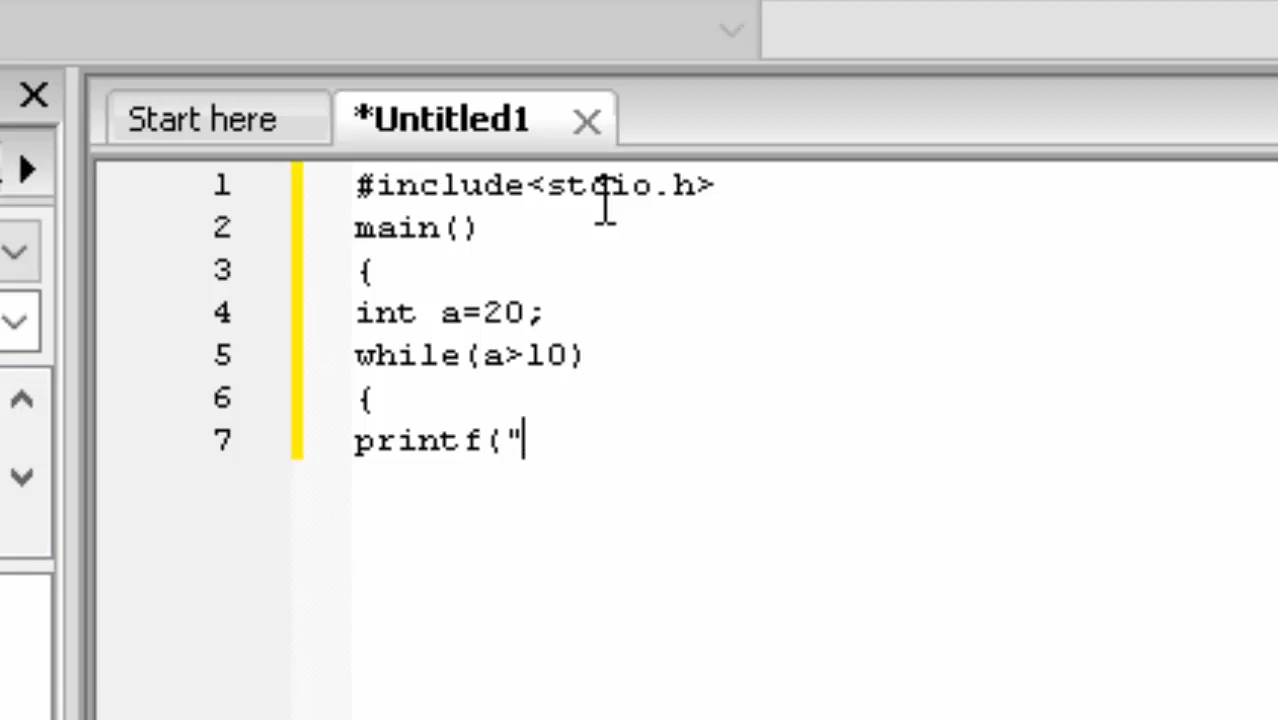 Start here
*Untitled1
1 #include<stdio.h>
2 main()
3 {
4 int a=20;
5 while(a>10)
6 {
7 printf("